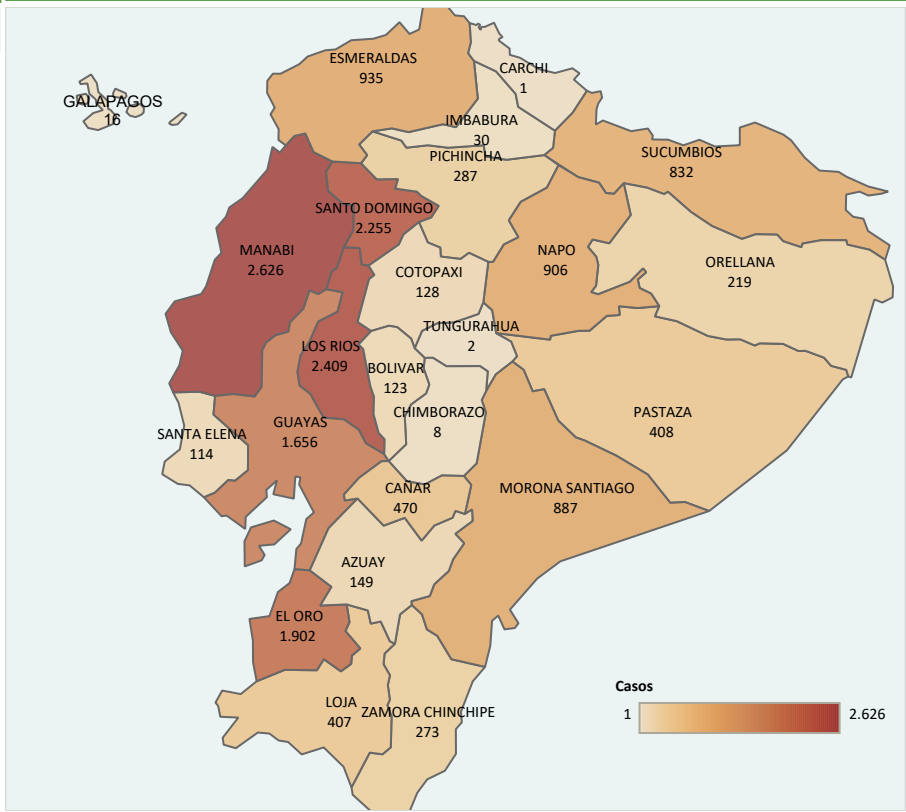 ESMERALDAS
935
CARCHI
1
GALAPAGOS
16
IMBABURA
30
PICHINCHA
287
SUCUMBIOS
832
SANTO DOMINGO
2.255
MANABI
2.626
NAPO
906
ORELLANA
219
COTOPAXI
128
TUNGURAHUA
2
LOS RIOS
2.409
BOLIVAR
123
CHIMBORAZO
8
PASTAZA
408
SANTA ELENA
114
GUAYAS
1.656
CAÑAR
470
MORONA SANTIAGO
887
AZUAY
149
EL ORO
1.902
LOJA
407
ZAMORA CHINCHIPE
273
Casos
1 2.626